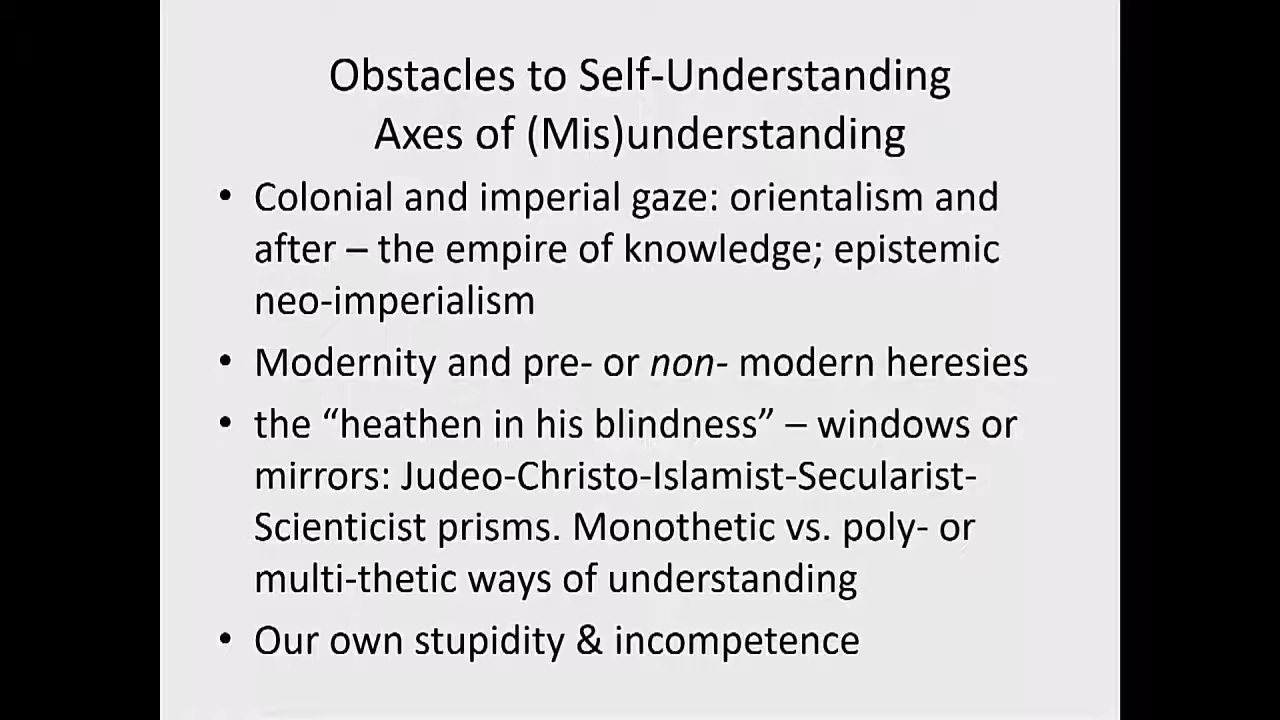 Obstacles to Self-Understanding
Axes of (Mis)understanding
• Colonial and imperial gaze: orientalism and
after – the empire of knowledge; epistemic
neo-imperialism
• Modernity and pre- or non- modern heresies
• the “heathen in his blindness” – windows or
mirrors: Judeo-Christo-Islamist-Secularist-
Scienticist prisms. Monothetic vs. poly- or
multi-thetic ways of understanding
• Our own stupidity & incompetence